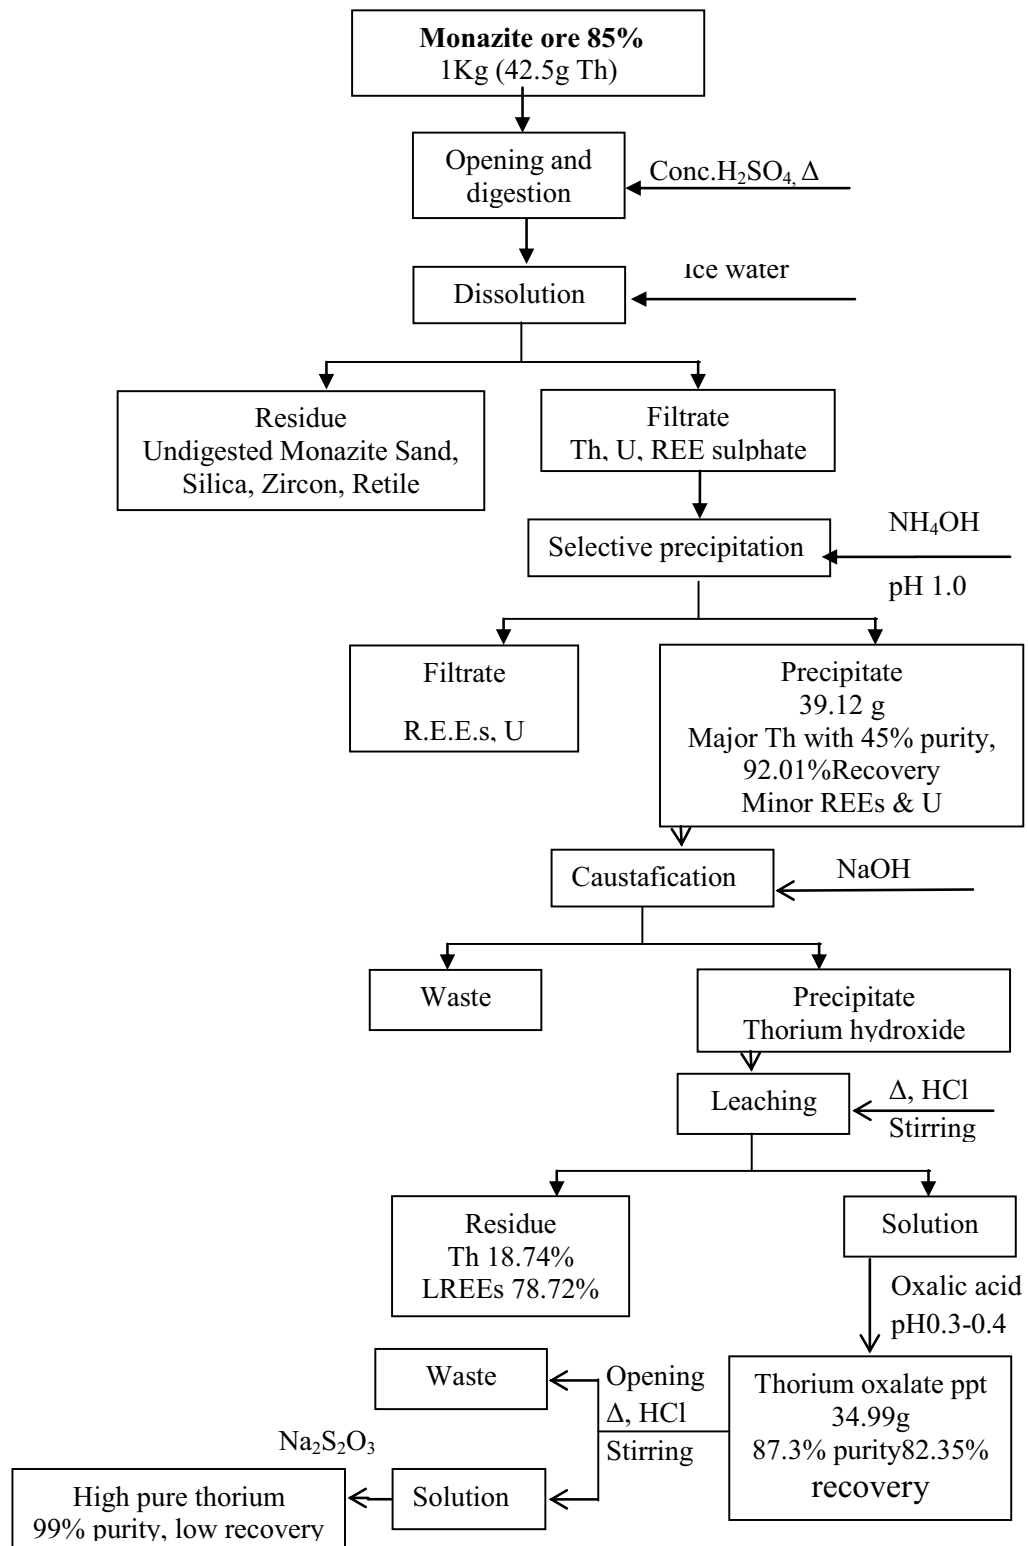 Monazite ore 85%
1Kg (42.5g Th)
Opening and
digestion
Conc.H₂SO₄, Δ
Ice water
Dissolution
Residue
Undigested Monazite Sand,
Silica, Zircon, Retile
Filtrate
Th, U, REE sulphate
Selective precipitation
NH₄OH
pH 1.0
Filtrate
R.E.E.s, U
Precipitate
39.12 g
Major Th with 45% purity,
92.01%Recovery
Minor REEs & U
Caustafication
NaOH
Waste
Precipitate
Thorium hydroxide
Leaching
Δ, HCl
Stirring
Residue
Th 18.74%
LREEs 78.72%
Solution
Oxalic acid
pH0.3-0.4
Thorium oxalate ppt
34.99g
87.3% purity82.35%
recovery
Opening
Δ, HCl
Stirring
Waste
Solution
Na₂S₂O₃
High pure thorium
99% purity, low recovery